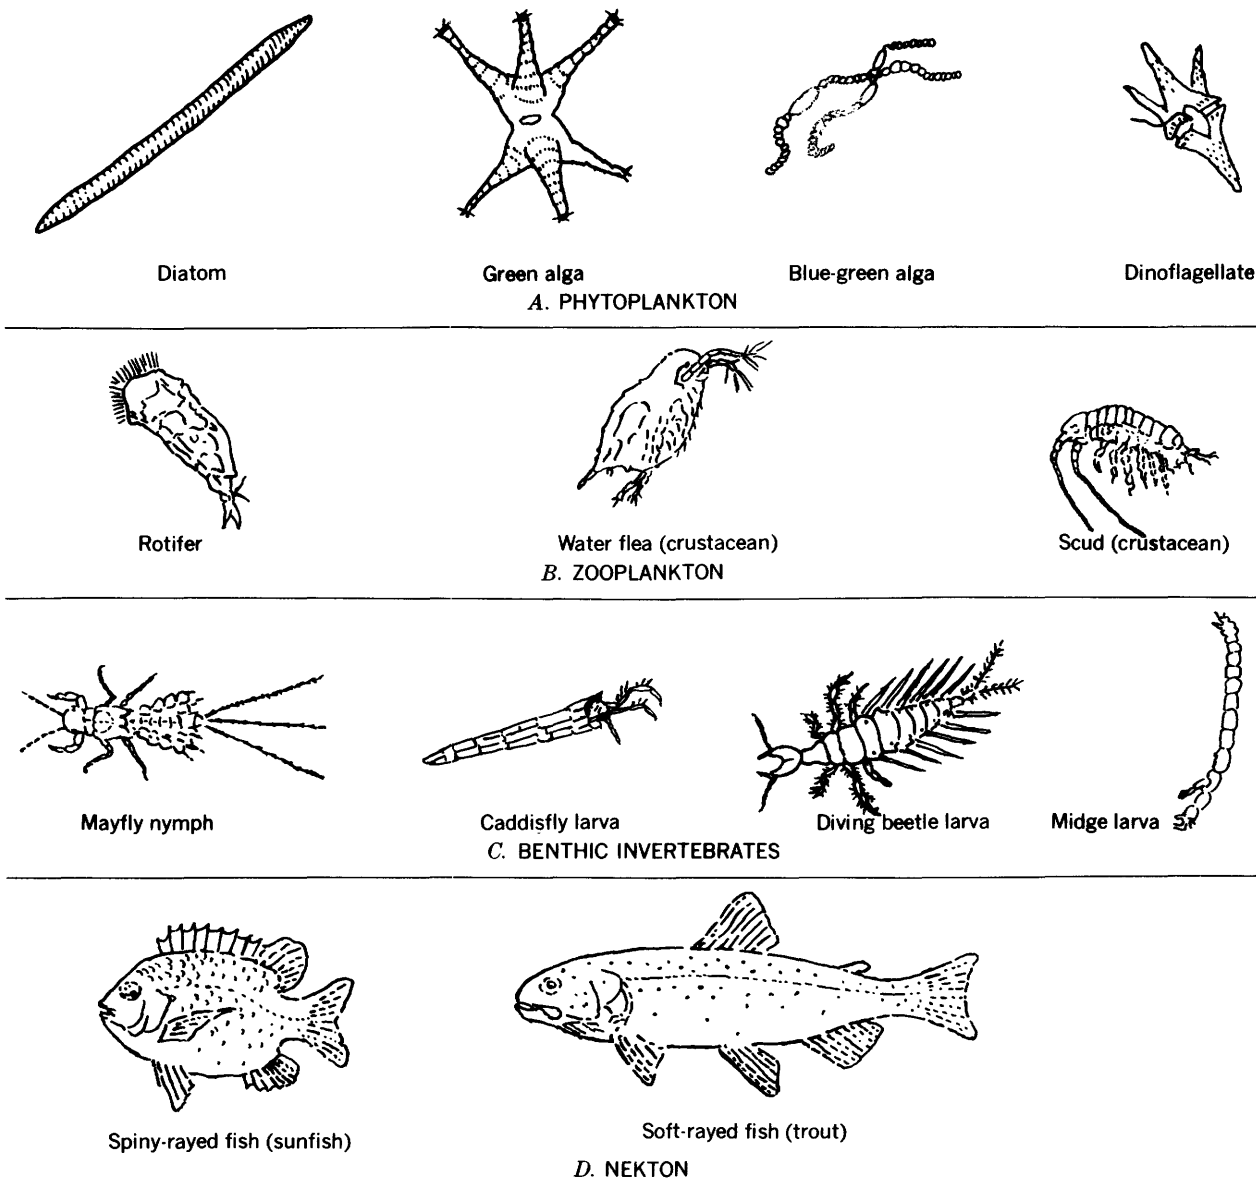 Diatom
Green alga
Blue-green alga
Dinoflagellate
A. PHYTOPLANKTON
Rotifer
Water flea (crustacean)
Scud (crustacean)
B. ZOOPLANKTON
Mayfly nymph
Caddisfly larva
Diving beetle larva
Midge larva
C. BENTHIC INVERTEBRATES
Spiny-rayed fish (sunfish)
Soft-rayed fish (trout)
D. NEKTON